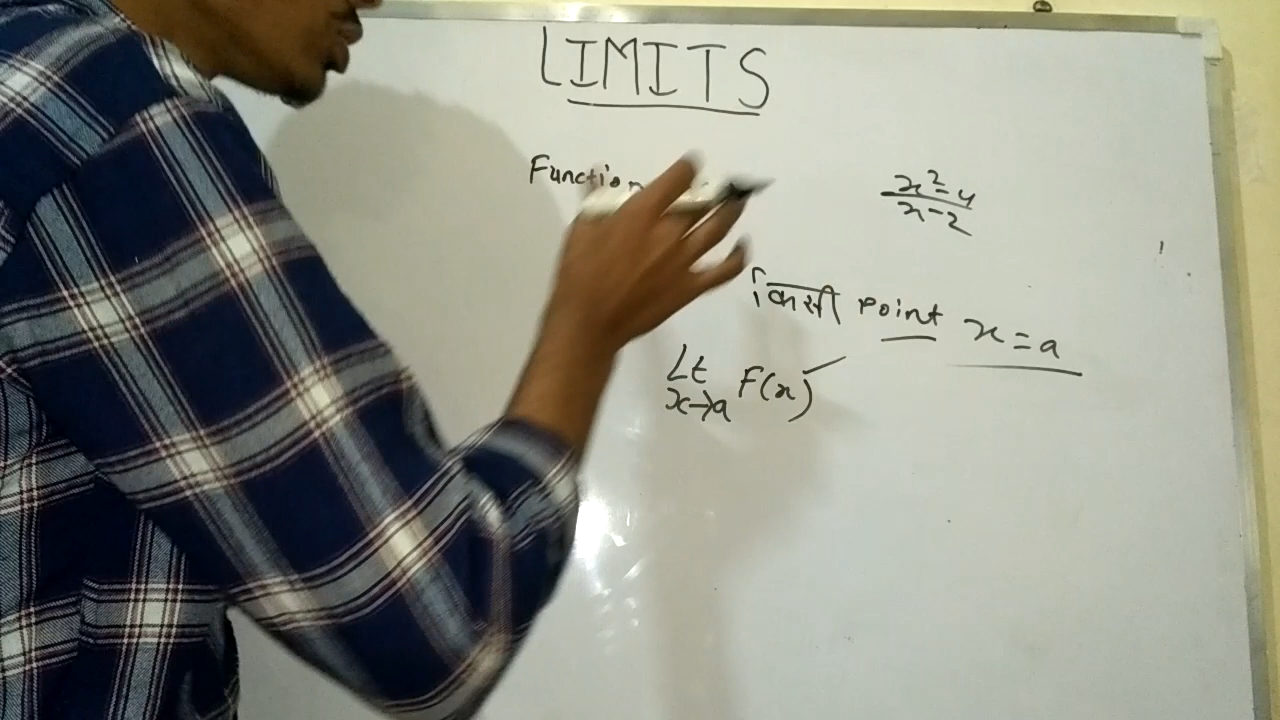 LIMITS
Function
x²-4
x-2
किसी point x=a
Lt F(x)
x→a